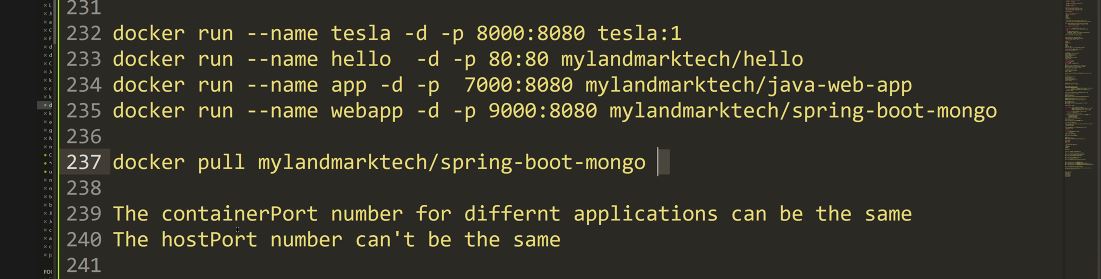 231
232 docker run --name tesla -d -p 8000:8080 tesla:1
233 docker run --name hello  -d -p 80:80 mylandmarktech/hello
234 docker run --name app -d -p  7000:8080 mylandmarktech/java-web-app
235 docker run --name webapp -d -p 9000:8080 mylandmarktech/spring-boot-mongo
236
237 docker pull mylandmarktech/spring-boot-mongo
238
239 The containerPort number for differnt applications can be the same
240 The hostPort number can't be the same
241